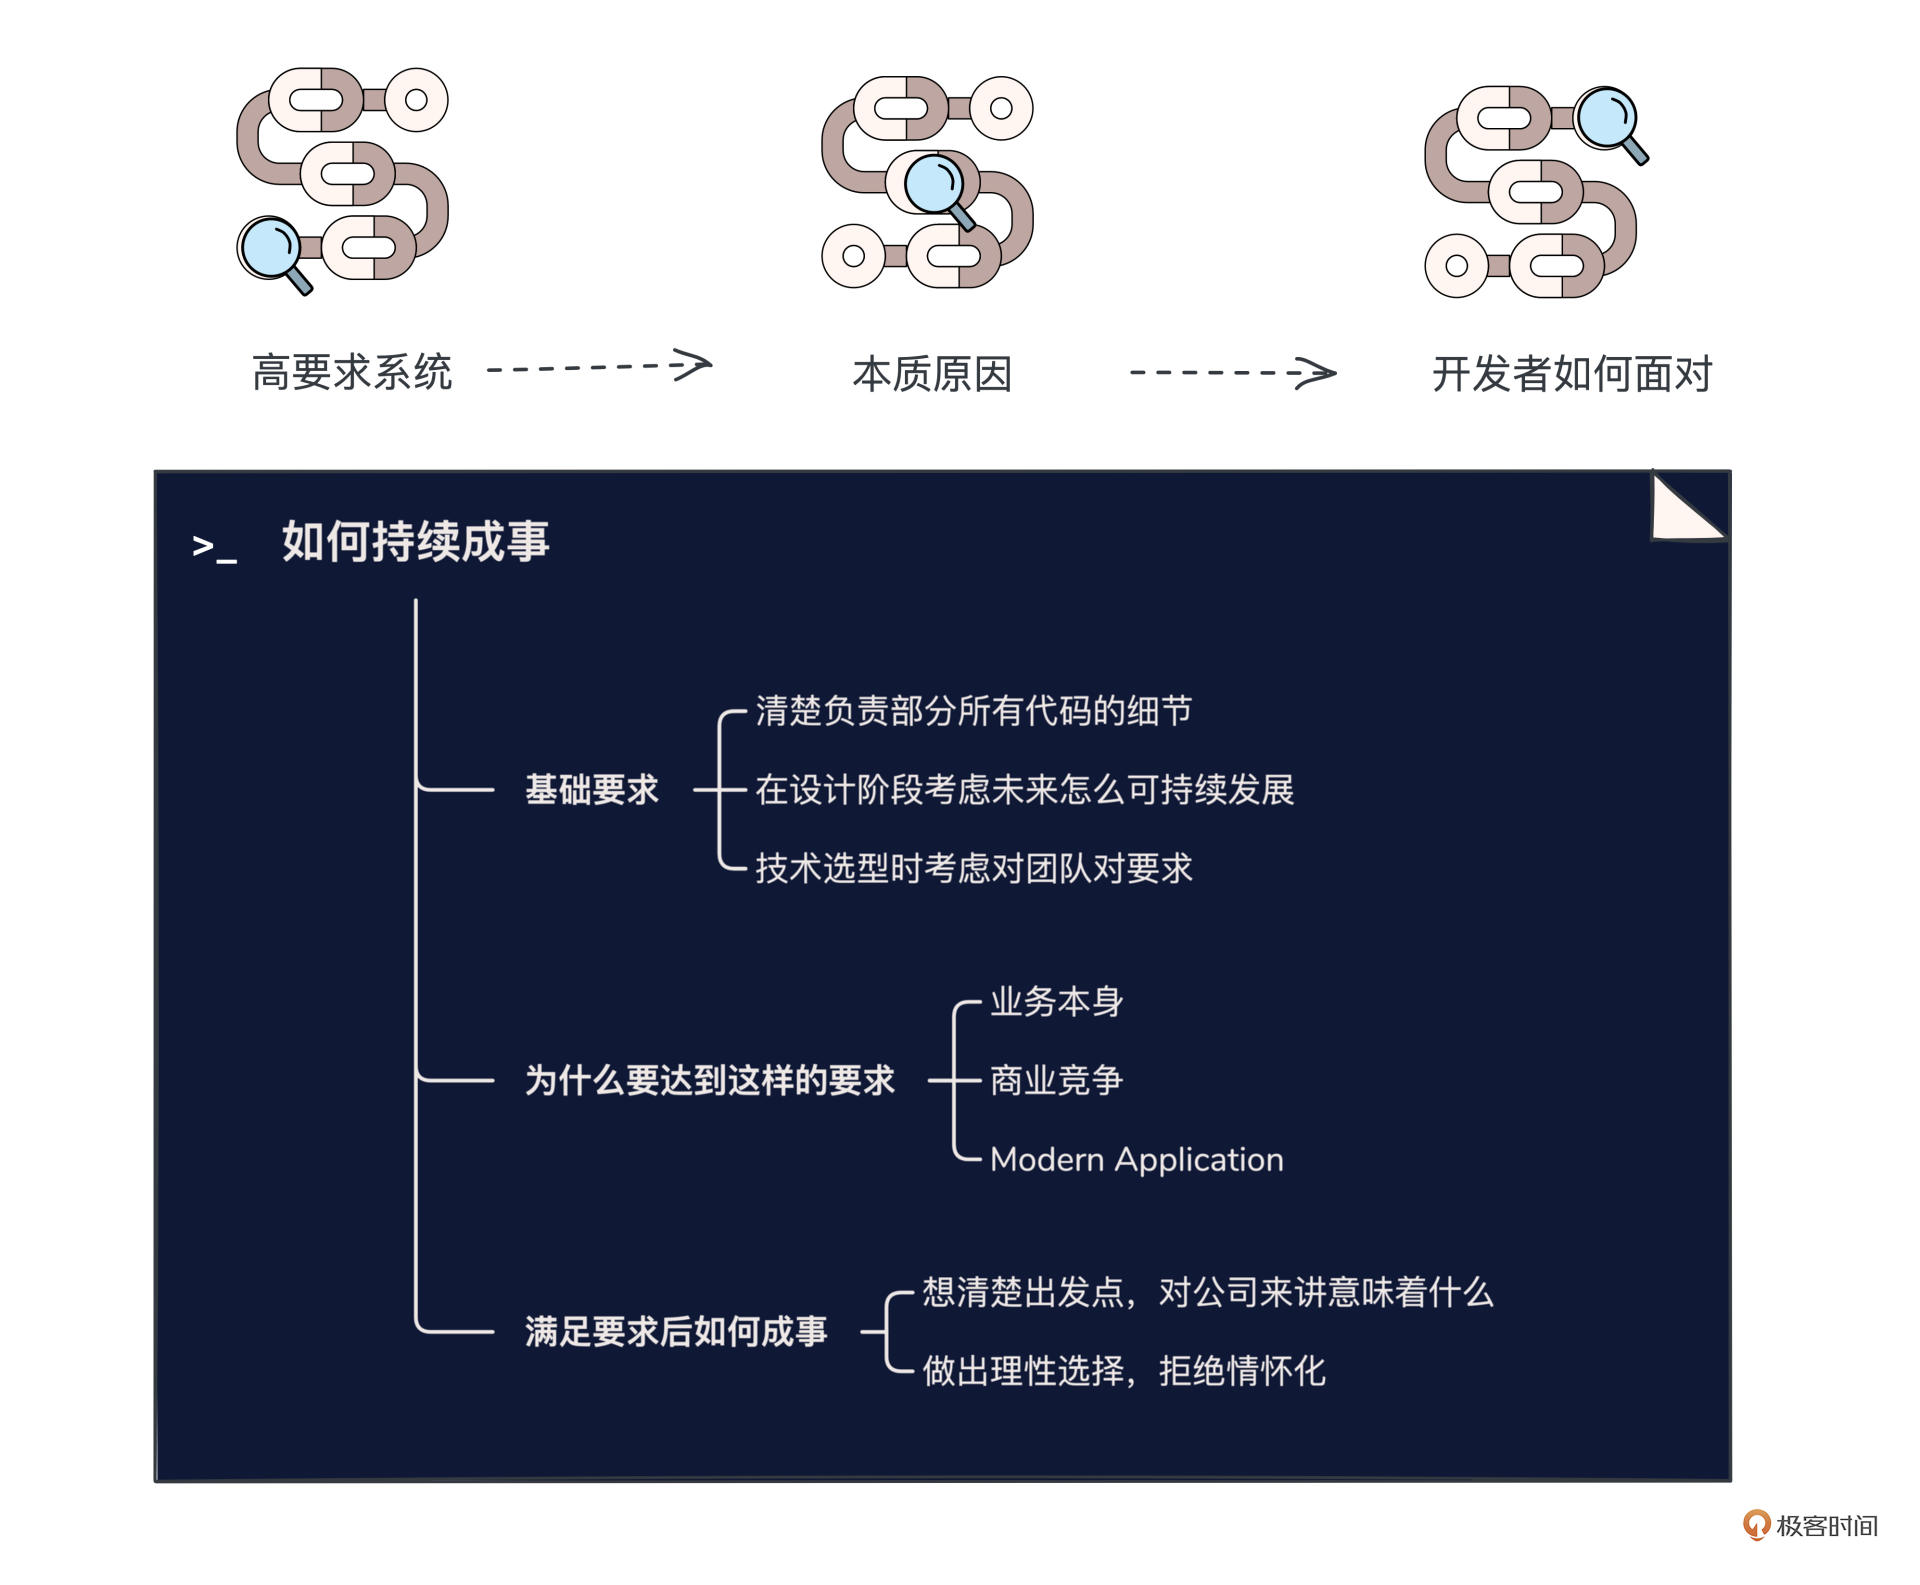 高要求系统
本质原因
开发者如何面对
>_ 如何持续成事
基础要求
清楚负责部分所有代码的细节
在设计阶段考虑未来怎么可持续发展
技术选型时考虑对团队对要求
为什么要达到这样的要求
业务本身
商业竞争
Modern Application
满足要求后如何成事
想清楚出发点，对公司来讲意味着什么
做出理性选择，拒绝情怀化
极客时间